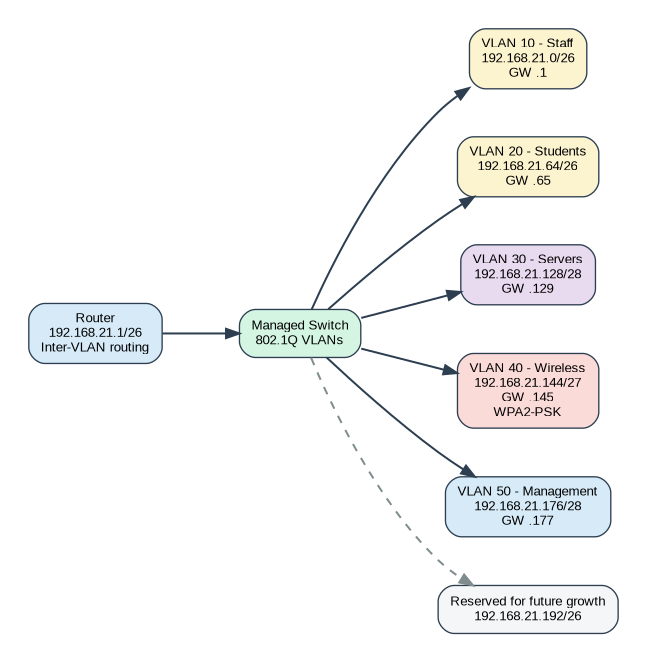 VLAN 10 - Staff
192.168.21.0/26
GW .1
VLAN 20 - Students
192.168.21.64/26
GW .65
VLAN 30 - Servers
192.168.21.128/28
GW .129
Router
192.168.21.1/26
Inter-VLAN routing
Managed Switch
802.1Q VLANs
VLAN 40 - Wireless
192.168.21.144/27
GW .145
WPA2-PSK
VLAN 50 - Management
192.168.21.176/28
GW .177
Reserved for future growth
192.168.21.192/26